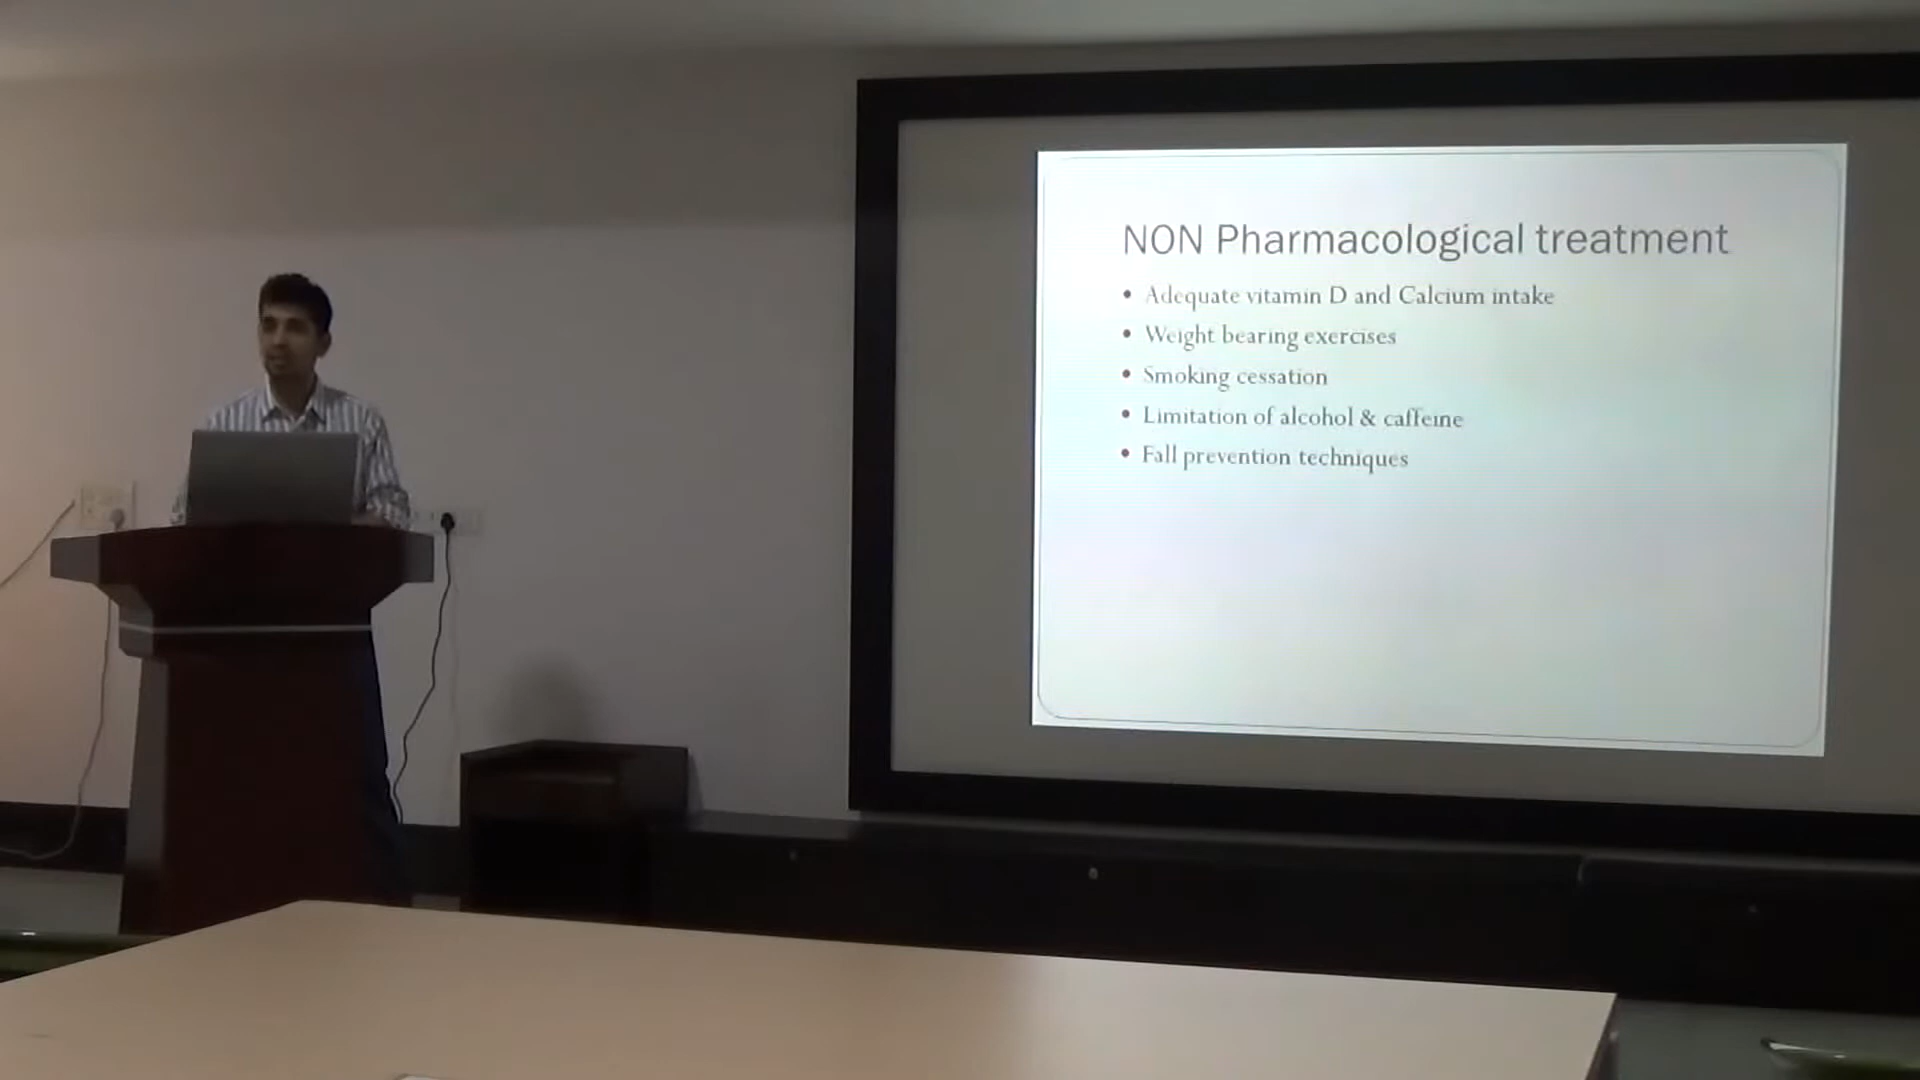 NON Pharmacological treatment
• Adequate vitamin D and Calcium intake
• Weight bearing exercises
• Smoking cessation
• Limitation of alcohol & caffeine
• Fall prevention techniques